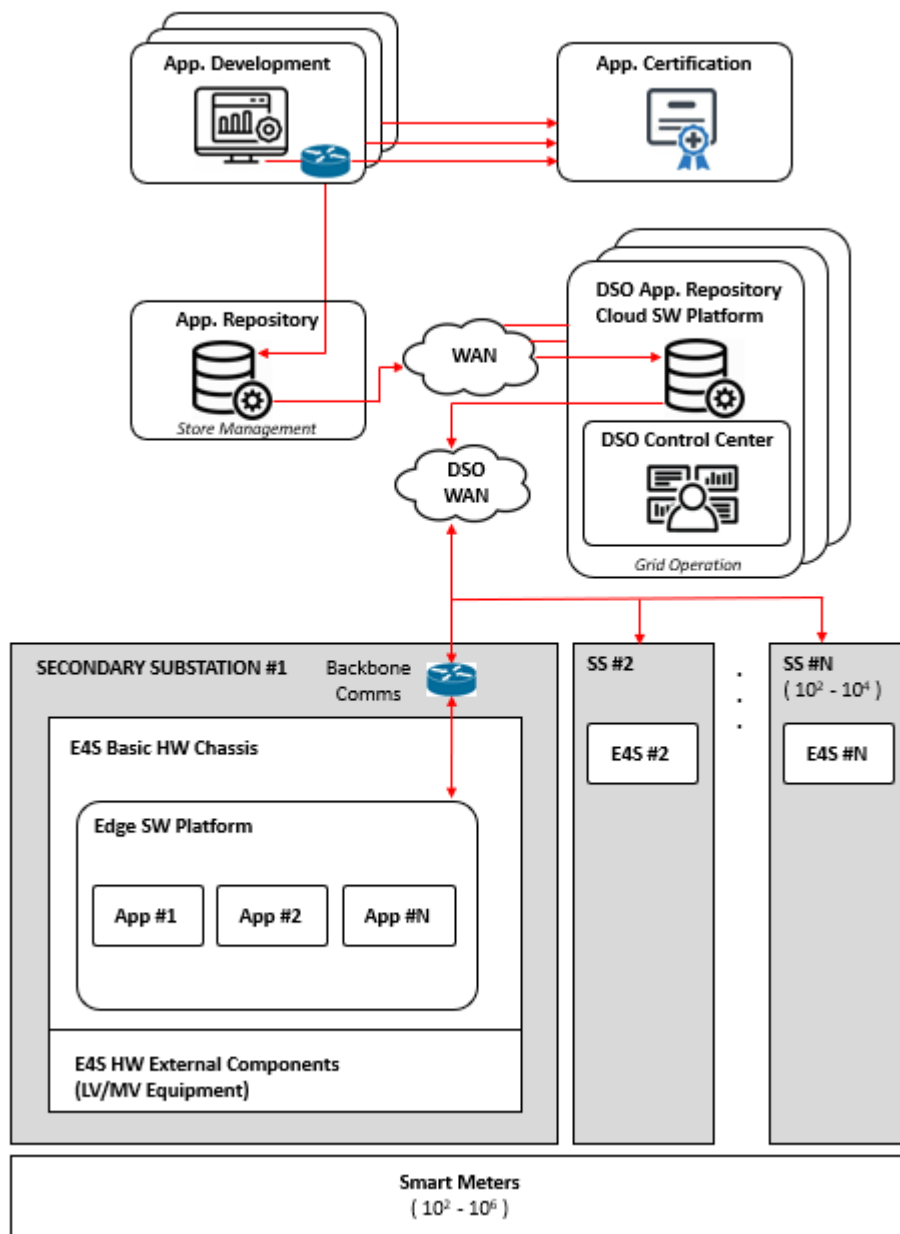 App. Development
App. Certification
App. Repository
Store Management
WAN
DSO App. Repository
Cloud SW Platform
DSO Control Center
Grid Operation
DSO
WAN
SECONDARY SUBSTATION #1
Backbone
Comms
E4S Basic HW Chassis
Edge SW Platform
App #1
App #2
App #N
E4S HW External Components
(LV/MV Equipment)
SS #2
E4S #2
SS #N
( 10² - 10⁴ )
E4S #N
Smart Meters
( 10² - 10⁶ )